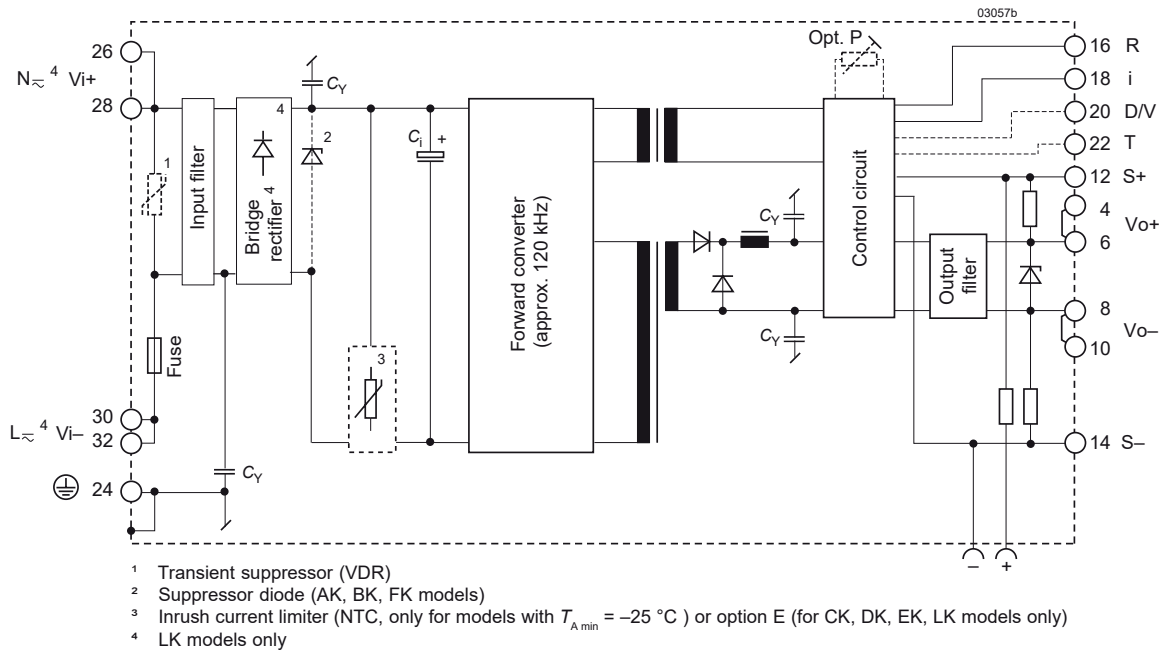 03057b
Opt. P
26
N≂ ⁴ Vi+
28
1
Input filter
4
Bridge
rectifier ⁴
2
CY
Ci
+
3
Fuse
30
L≂ ⁴ Vi–
32
CY
24
Forward converter
(approx. 120 kHz)
CY
CY
Control circuit
Output
filter
16 R
18 i
20 D/V
22 T
12 S+
4
Vo+
6
8
Vo–
10
14 S–
– +
¹ Transient suppressor (VDR)
² Suppressor diode (AK, BK, FK models)
³ Inrush current limiter (NTC, only for models with TA min = –25 °C ) or option E (for CK, DK, EK, LK models only)
⁴ LK models only